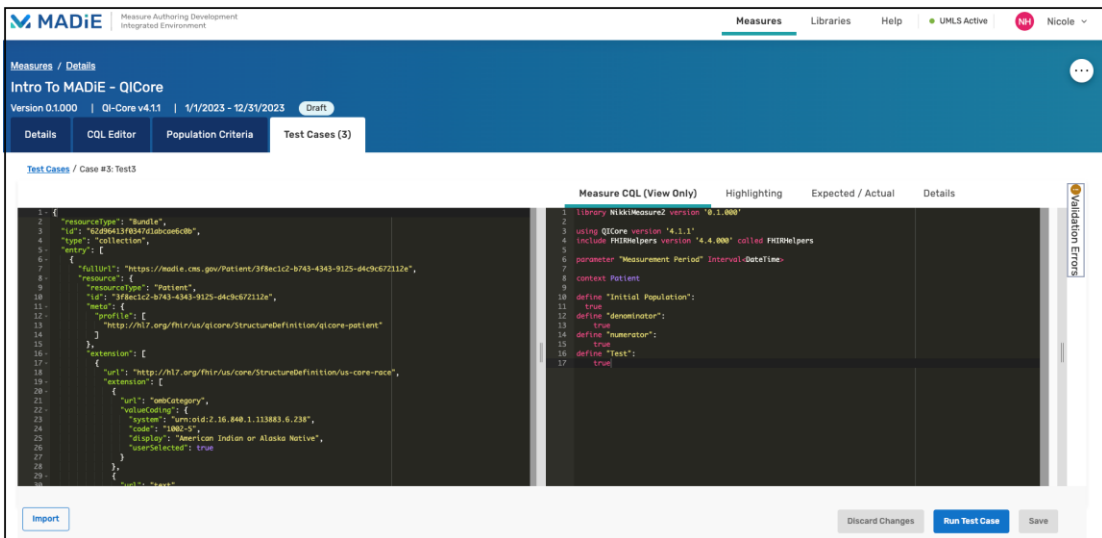 MADiE
Measure Authoring Development
Integrated Environment
Measures Libraries Help UMLS Active NH Nicole
Measures / Details
Intro To MADiE - QICore
Version 0.1.000 | QI-Core v4.1.1 | 1/1/2023 - 12/31/2023 Draft
Details CQL Editor Population Criteria Test Cases (3)
Test Cases / Case #3: Test3
Measure CQL (View Only) Highlighting Expected / Actual Details
Validation Errors
1 {
2 "resourceType": "Bundle",
3 "id": "62d96413f0347d1abcae6c0b",
4 "type": "collection",
5 "entry": [
6 {
7 "fullUrl": "https://madie.cms.gov/Patient/3f8ec1c2-b743-4343-9125-d4c9c672112e",
8 "resource": {
9 "resourceType": "Patient",
10 "id": "3f8ec1c2-b743-4343-9125-d4c9c672112e",
11 "meta": {
12 "profile": [
13 "http://hl7.org/fhir/us/qicore/StructureDefinition/qicore-patient"
14 ]
15 },
16 "extension": [
17 {
18 "url": "http://hl7.org/fhir/us/core/StructureDefinition/us-core-race",
19 "extension": [
20 {
21 "url": "ombCategory",
22 "valueCoding": {
23 "system": "urn:oid:2.16.840.1.113883.6.238",
24 "code": "1002-5",
25 "display": "American Indian or Alaska Native",
26 "userSelected": true
27 }
28 },
29 {
30 "url": "text"
1 library NikkiMeasure2 version '0.1.000'
2
3 using QICore version '4.1.1'
4 include FHIRHelpers version '4.4.000' called FHIRHelpers
5
6 parameter "Measurement Period" Interval<DateTime>
7
8 context Patient
9
10 define "Initial Population":
11 true
12 define "denominator":
13 true
14 define "numerator":
15 true
16 define "Test":
17 true
Import
Discard Changes Run Test Case Save